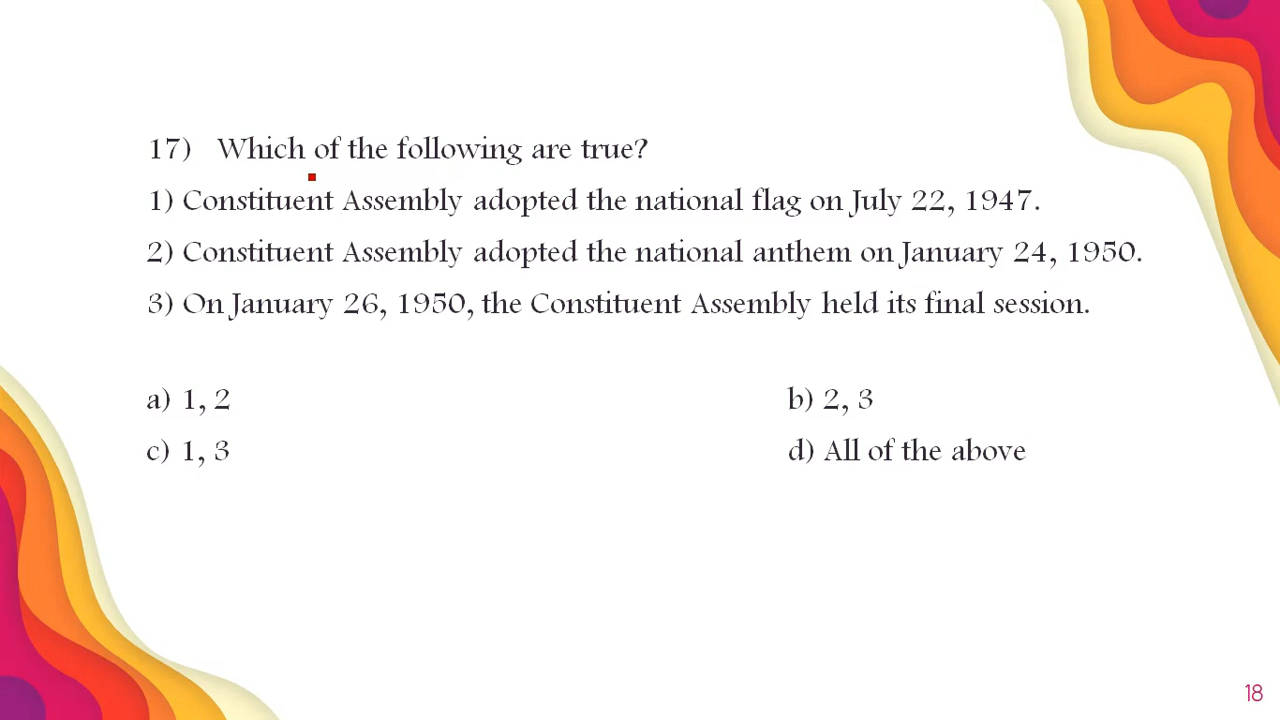 17) Which of the following are true?
1) Constituent Assembly adopted the national flag on July 22, 1947.
2) Constituent Assembly adopted the national anthem on January 24, 1950.
3) On January 26, 1950, the Constituent Assembly held its final session.
a) 1, 2 b) 2, 3
c) 1, 3 d) All of the above
18